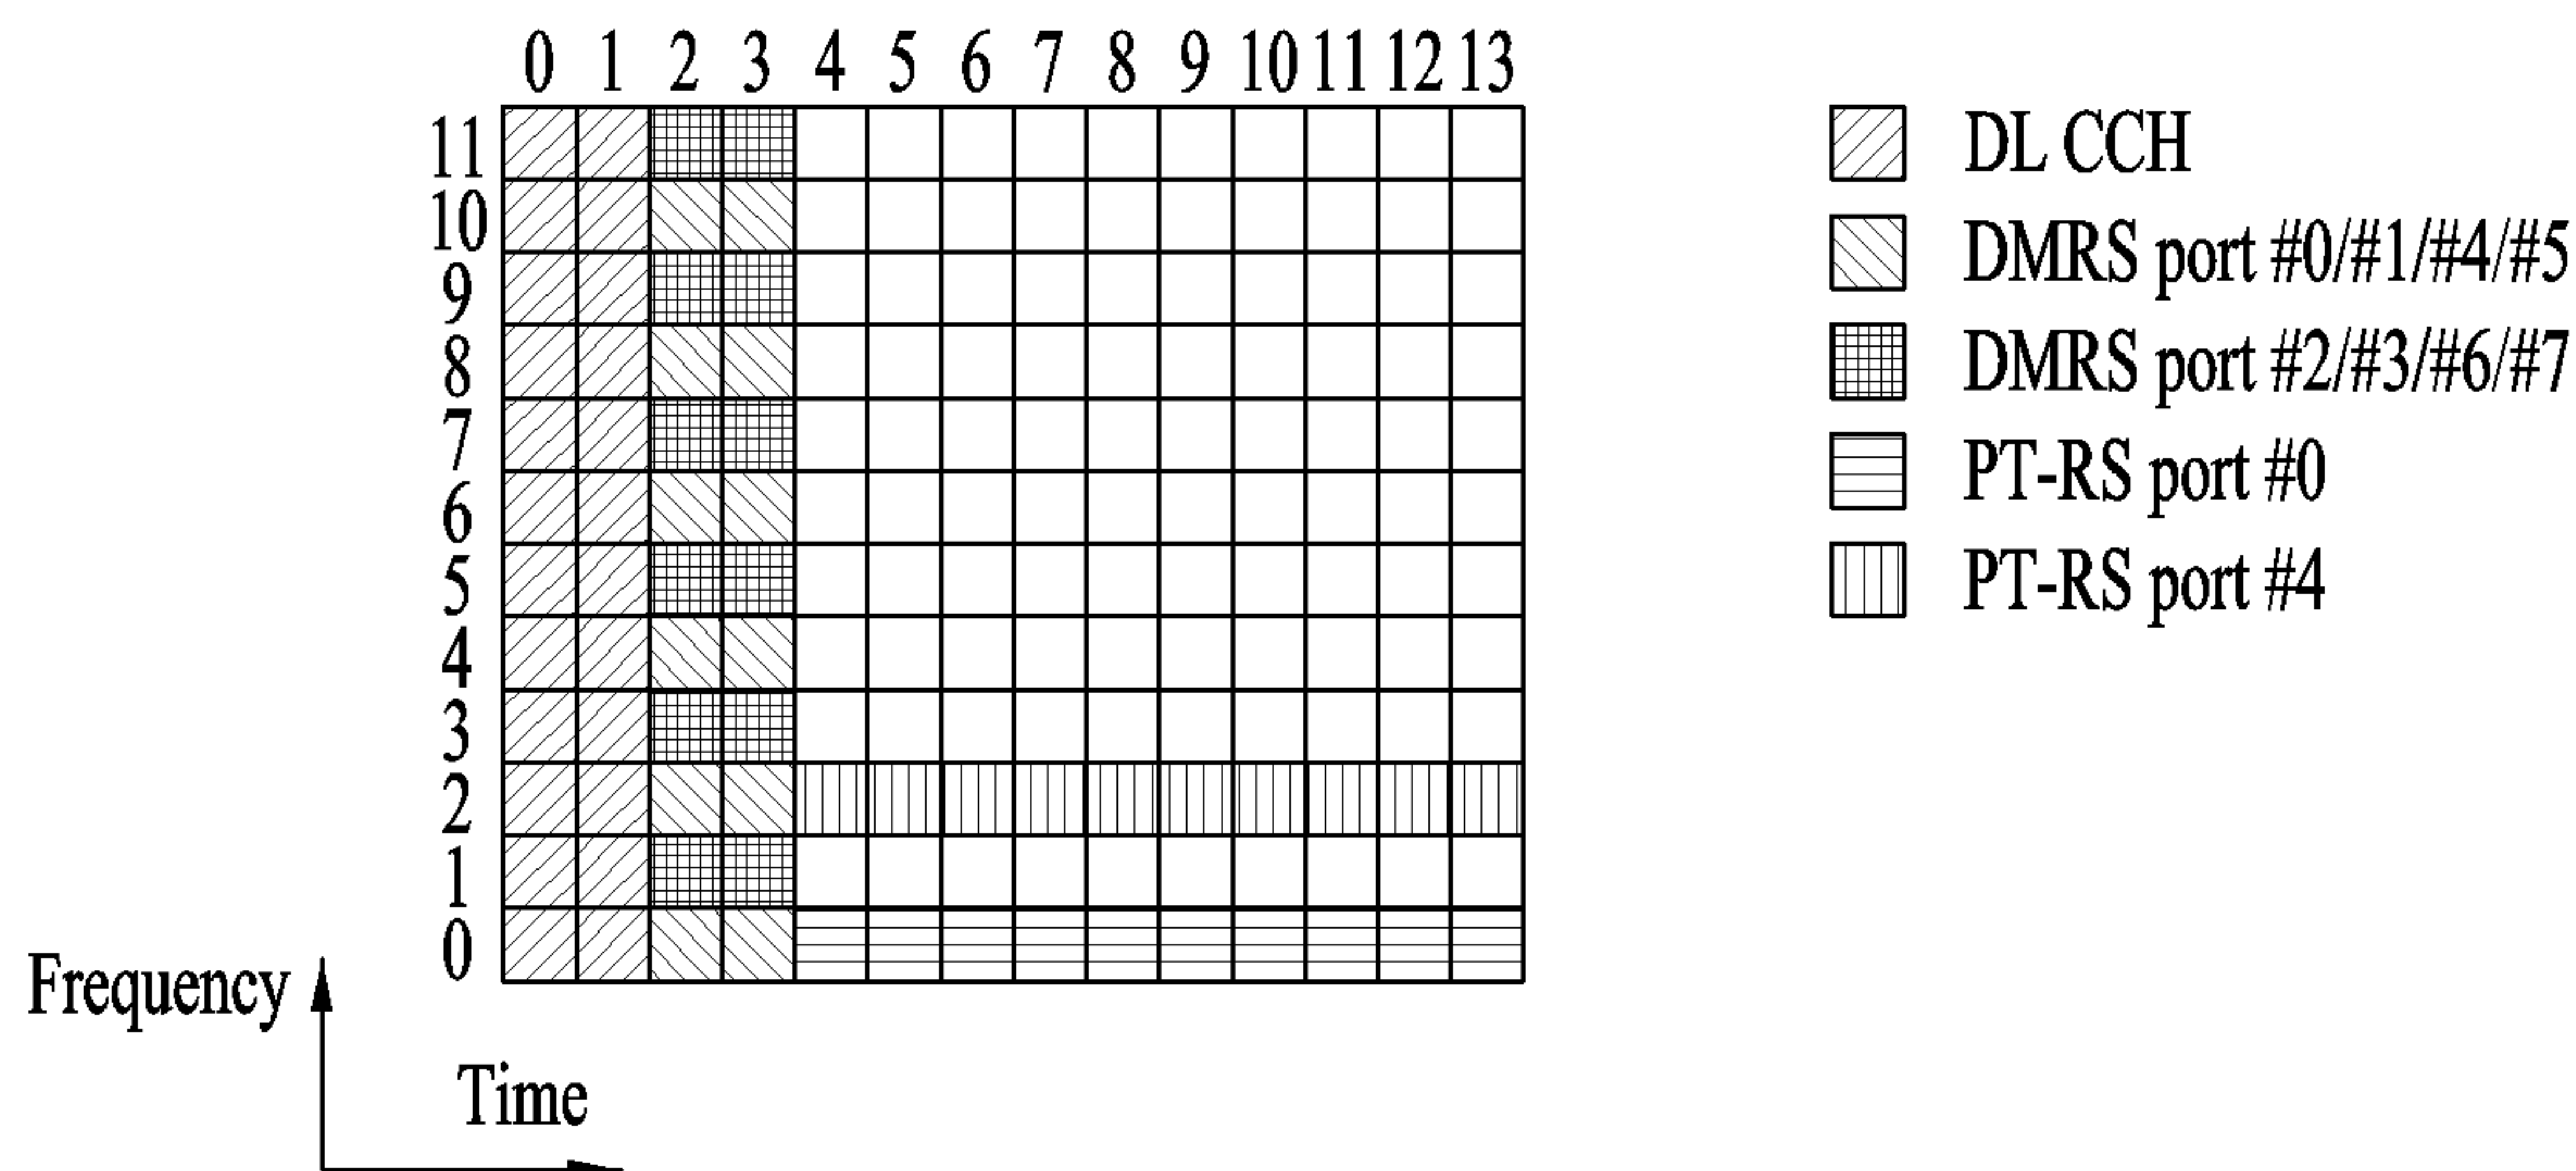 0 1 2 3 4 5 6 7 8 9 10 11 12 13
11
10
9
8
7
6
5
4
3
2
1
0
Frequency
Time
DL CCH
DMRS port #0/#1/#4/#5
DMRS port #2/#3/#6/#7
PT-RS port #0
PT-RS port #4